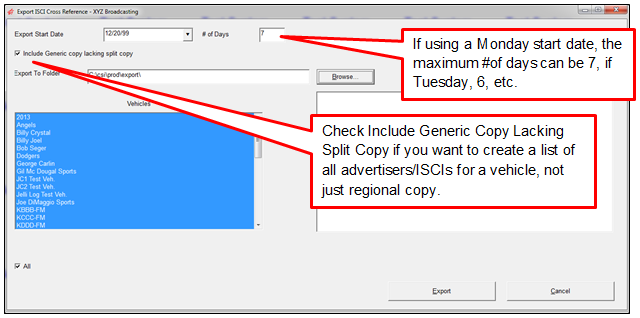 Export ISCI Cross Reference - XYZ Broadcasting
Export Start Date 12/20/99 # of Days 7
Include Generic copy lacking split copy
Export To Folder C:\csi\prod\export\ Browse...
Vehicles
2013
Angels
Billy Crystal
Billy Joel
Bob Seger
Dodgers
George Carlin
Gil Mc Dougal Sports
JC1 Test Veh.
JC2 Test Veh.
Jelli Log Test Veh.
Joe DiMaggio Sports
KBBB-FM
KCCC-FM
KDDD-FM
All
Export Cancel
If using a Monday start date, the
maximum #of days can be 7, if
Tuesday, 6, etc.
Check Include Generic Copy Lacking
Split Copy if you want to create a list of
all advertisers/ISCIs for a vehicle, not
just regional copy.